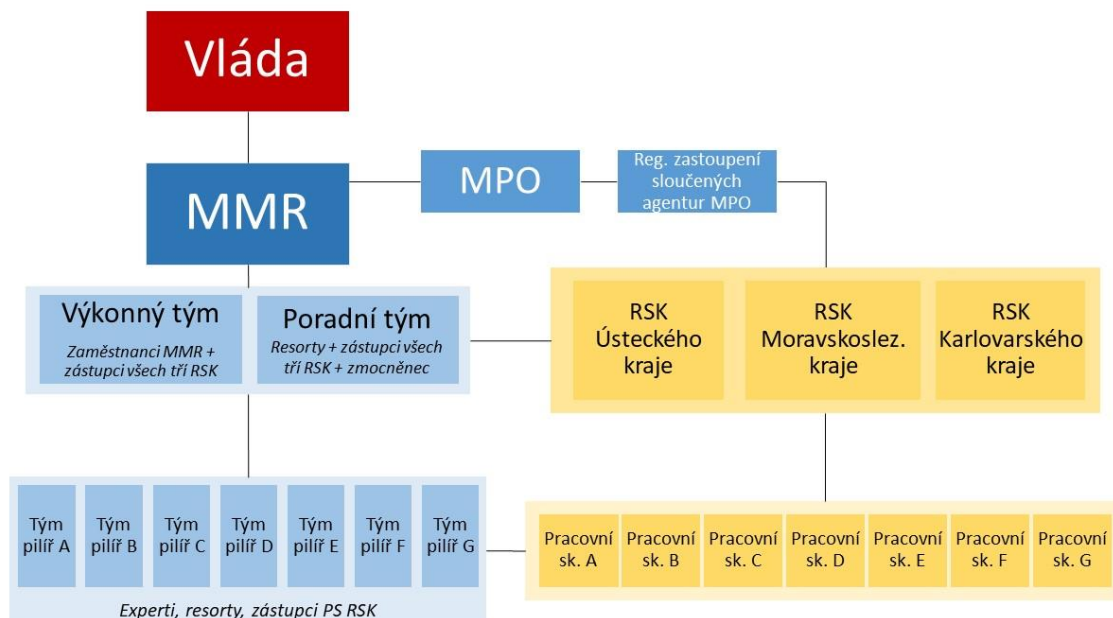 Vláda
MMR
MPO
Reg. zastoupení
sloučených
agentur MPO
Výkonný tým
Zaměstnanci MMR +
zástupci všech tří RSK
Poradní tým
Resorty + zástupci všech
tří RSK + zmocněnec
RSK
Ústeckého
kraje
RSK
Moravskoslez.
kraje
RSK
Karlovarského
kraje
Tým
pilíř A
Tým
pilíř B
Tým
pilíř C
Tým
pilíř D
Tým
pilíř E
Tým
pilíř F
Tým
pilíř G
Experti, resorty, zástupci PS RSK
Pracovní
sk. A
Pracovní
sk. B
Pracovní
sk. C
Pracovní
sk. D
Pracovní
sk. E
Pracovní
sk. F
Pracovní
sk. G